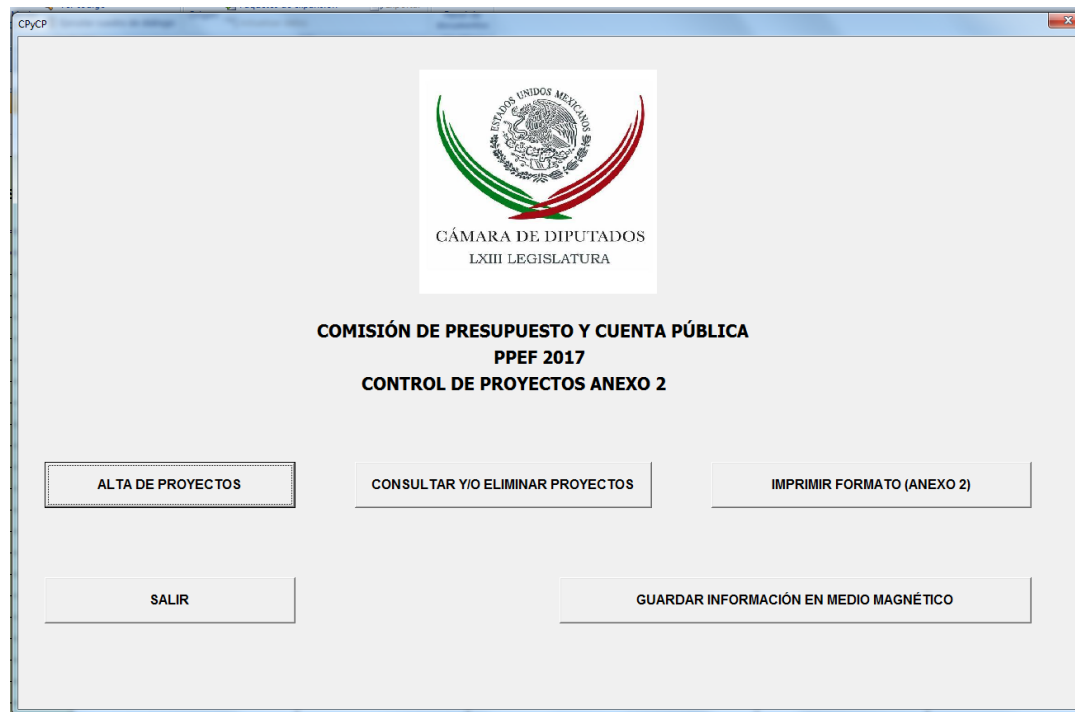 CPyCP
ESTADOS UNIDOS MEXICANOS
CÁMARA DE DIPUTADOS
LXIII LEGISLATURA
COMISIÓN DE PRESUPUESTO Y CUENTA PÚBLICA
PPEF 2017
CONTROL DE PROYECTOS ANEXO 2
ALTA DE PROYECTOS
CONSULTAR Y/O ELIMINAR PROYECTOS
IMPRIMIR FORMATO (ANEXO 2)
SALIR
GUARDAR INFORMACIÓN EN MEDIO MAGNÉTICO